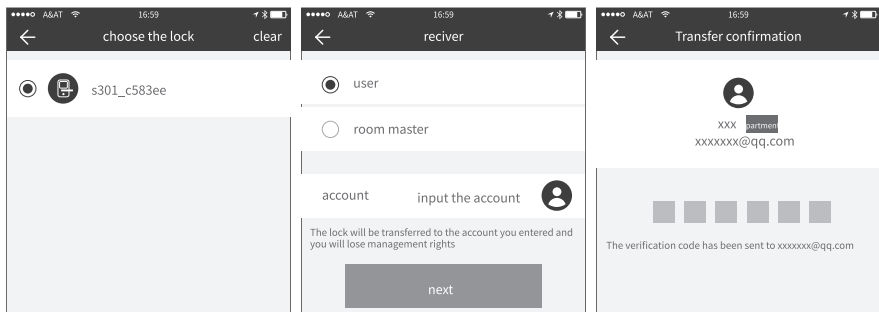 A&AT 16:59
choose the lock clear
s301_c583ee
A&AT 16:59
reciver
user
room master
account input the account
The lock will be transferred to the account you entered and
you will lose management rights
next
A&AT 16:59
Transfer confirmation
xxx partment
xxxxxxx@qq.com
The verification code has been sent to xxxxxxx@qq.com